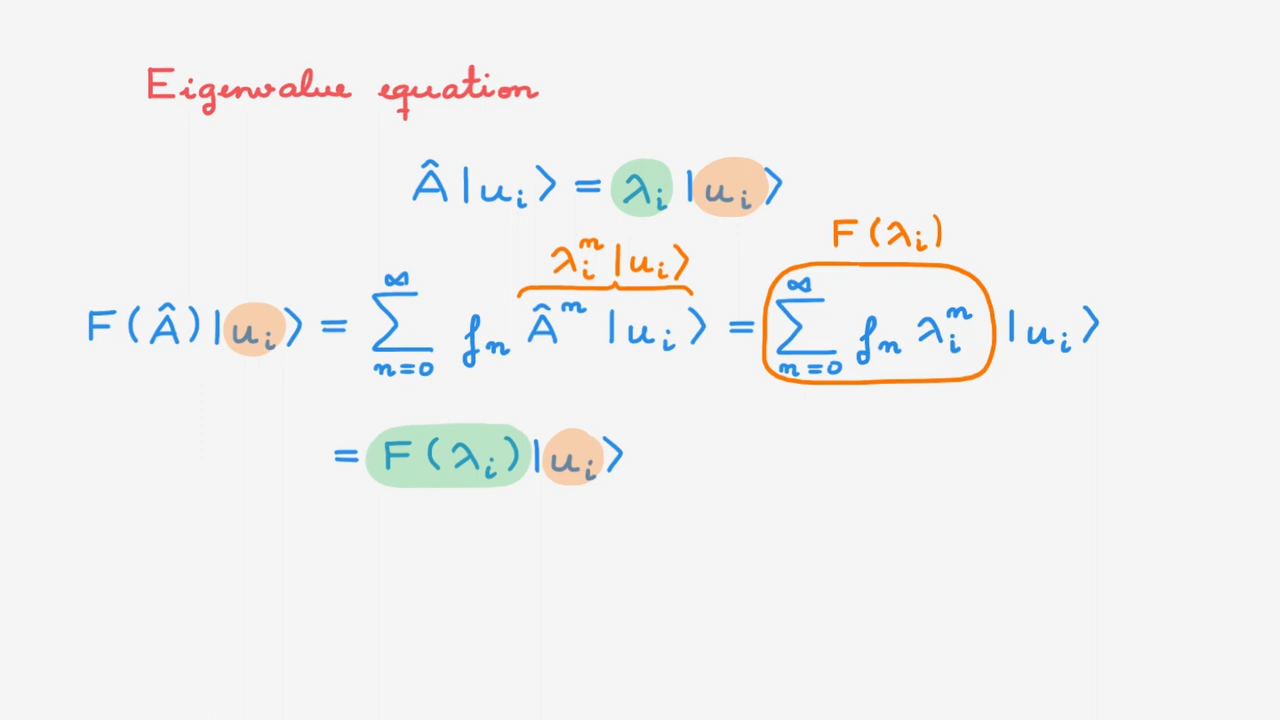 Eigenvalue equation
Â|uᵢ⟩ = λᵢ|uᵢ⟩
F(λᵢ)
λᵢⁿ|uᵢ⟩
F(Â)|uᵢ⟩ = ∑_{n=0}^{∞} fₙ Âⁿ |uᵢ⟩ = ∑_{n=0}^{∞} fₙ λᵢⁿ |uᵢ⟩
= F(λᵢ)|uᵢ⟩